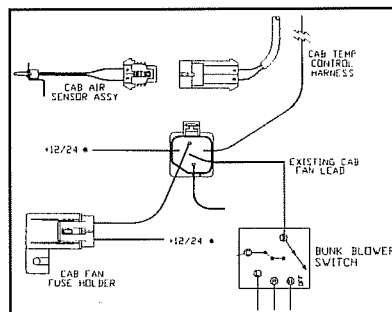 CAB AIR
SENSOR ASSY
CAB TEMP
CONTROL
HARNESS
+12/24
EXISTING CAB
FAN LEAD
+12/24
CAB FAN
FUSE HOLDER
BUNK BLOWER
SWITCH